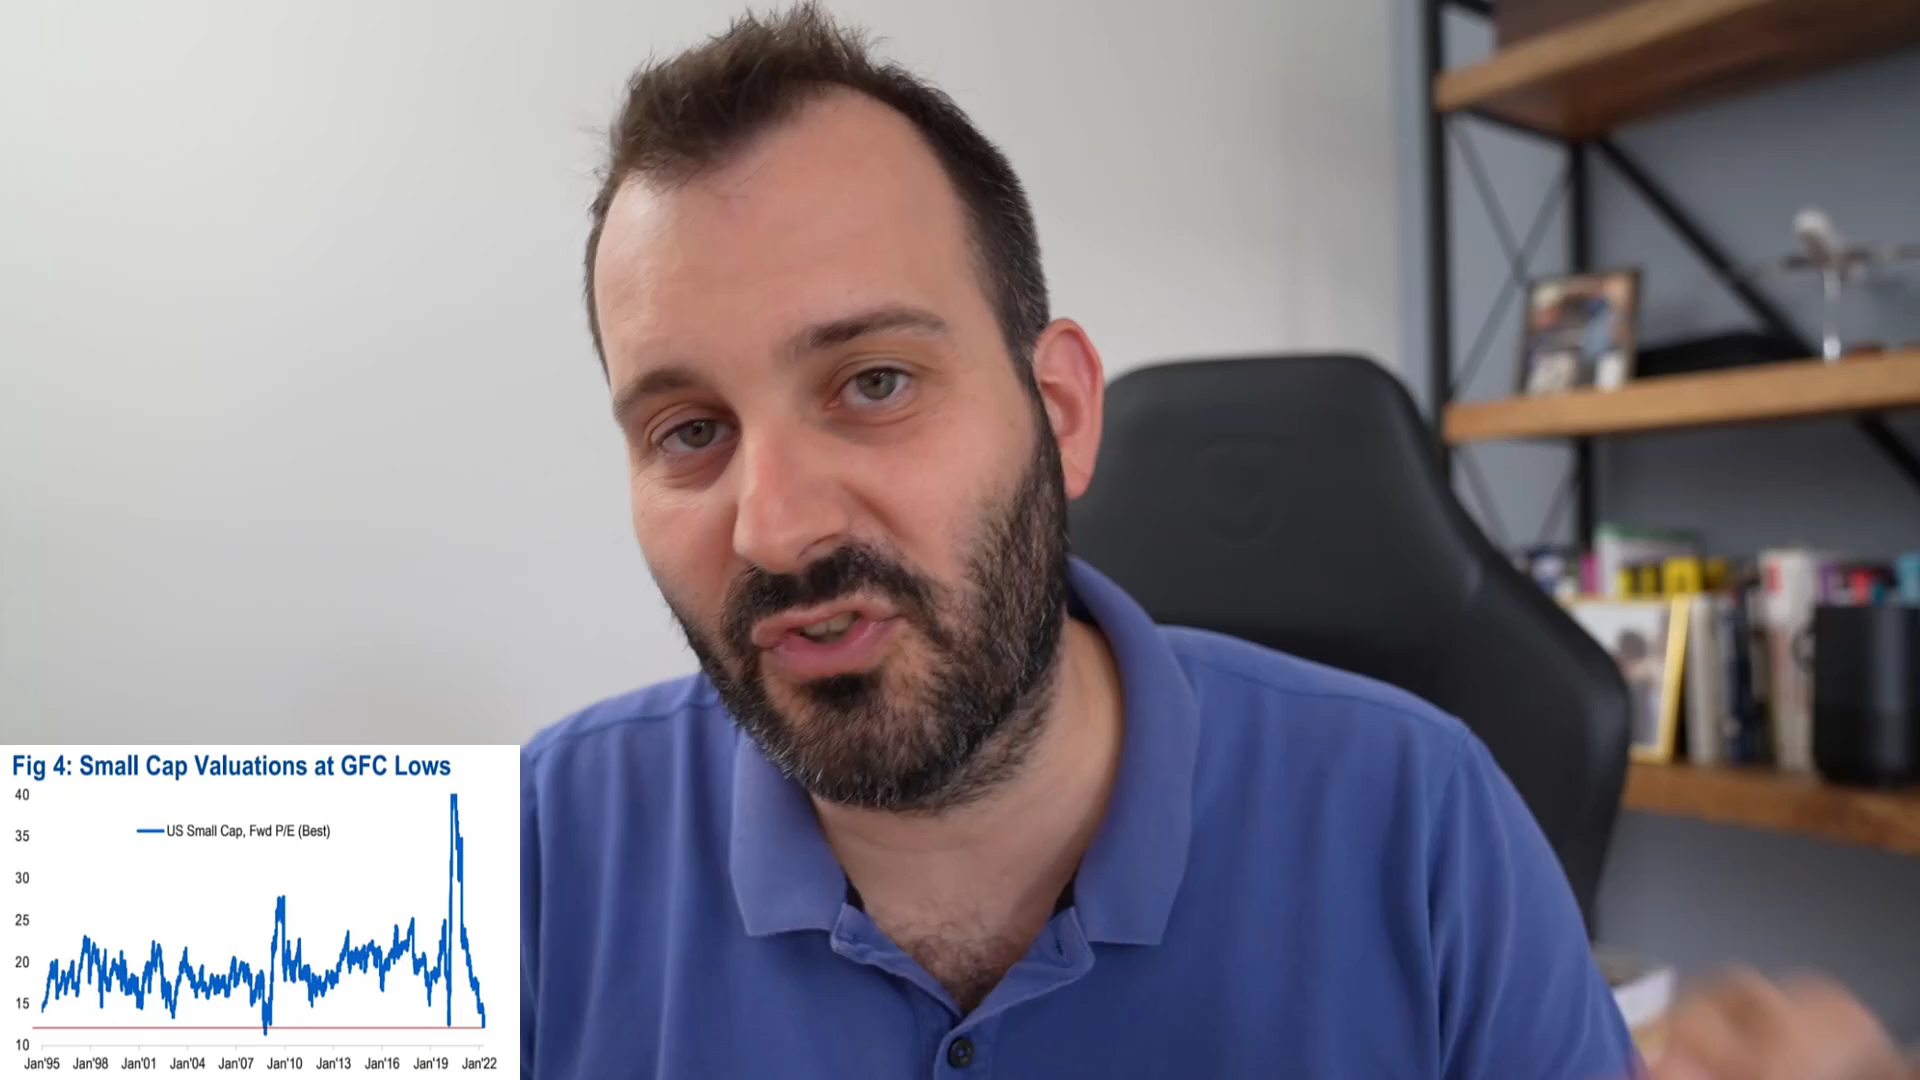 Fig 4: Small Cap Valuations at GFC Lows
40
US Small Cap, Fwd P/E (Best)
35
30
25
20
15
10
Jan'95 Jan'98 Jan'01 Jan'04 Jan'07 Jan'10 Jan'13 Jan'16 Jan'19 Jan'22